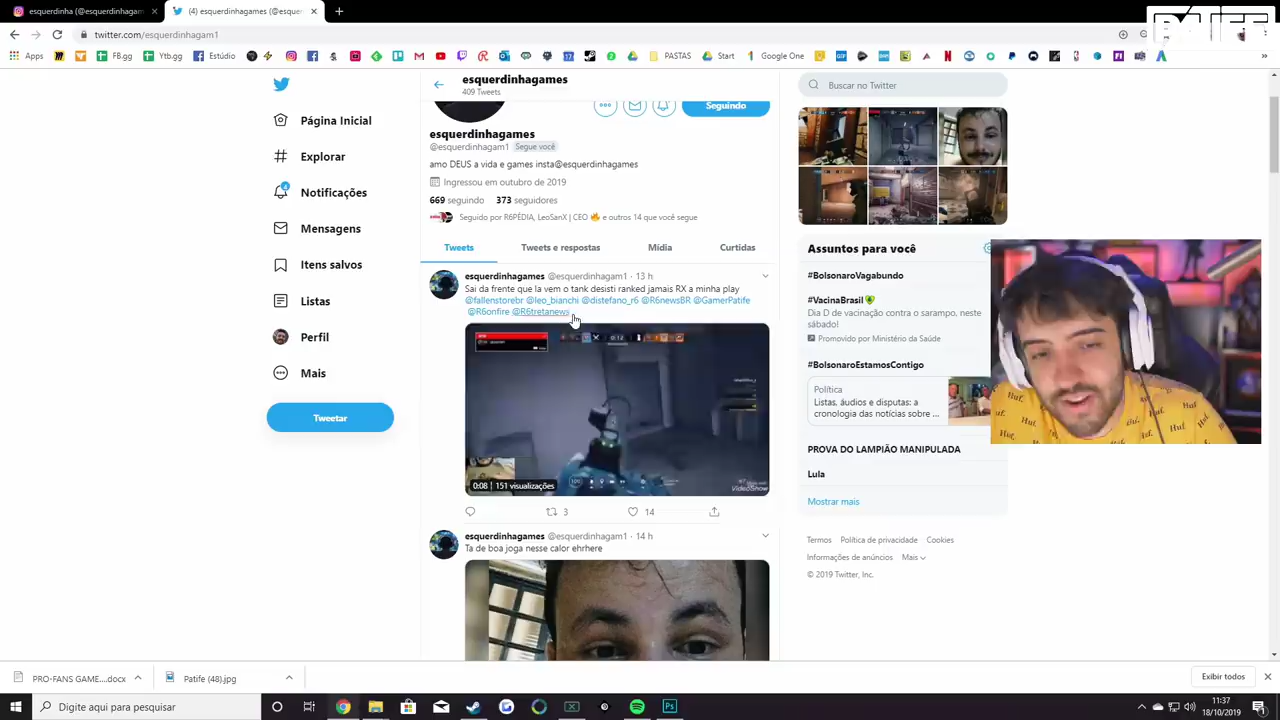 esquerdinha (@esquerdinhagam
(4) esquerdinhagames (@esquer
PATIFE
twitter.com/esquerdinhagam1
Apps
FB.gg
Ytb.gg
Estúdio
PASTAS
Start
Google One
esquerdinhagames
409 Tweets
Buscar no Twitter
Página Inicial
Explorar
4
Notificações
Mensagens
Itens salvos
Listas
Perfil
Mais
Tweetar
Seguindo
esquerdinhagames
@esquerdinhagam1 Segue você
amo DEUS a vida e games insta@esquerdinhagames
Ingressou em outubro de 2019
669 seguindo 373 seguidores
Seguido por R6PÉDIA, LeoSanX | CEO 🔥 e outros 14 que você segue
Tweets
Tweets e respostas
Mídia
Curtidas
esquerdinhagames @esquerdinhagam1 · 13 h
Sai da frente que la vem o tank desisti ranked jamais RX a minha play
@fallenstorebr @leo_bianchi @distefano_r6 @R6newsBR @GamerPatife
@R6onfire @R6tretanews
0:12
0:08 | 151 visualizações
VideoShow
3
14
esquerdinhagames @esquerdinhagam1 · 14 h
Ta de boa joga nesse calor ehrhere
Assuntos para você
#BolsonaroVagabundo
#VacinaBrasil
Dia D de vacinação contra o sarampo, neste
sábado!
Promovido por Ministério da Saúde
#BolsonaroEstamosContigo
Política
Listas, áudios e disputas: a
cronologia das notícias sobre ...
PROVA DO LAMPIÃO MANIPULADA
Lula
Mostrar mais
Termos Política de privacidade Cookies
Informações de anúncios Mais
© 2019 Twitter, Inc.
Huf.
PRO-FANS GAME....docx
Patife (48).jpg
Exibir todos
Digite aqui para pesquisar
Ps
11:37
18/10/2019